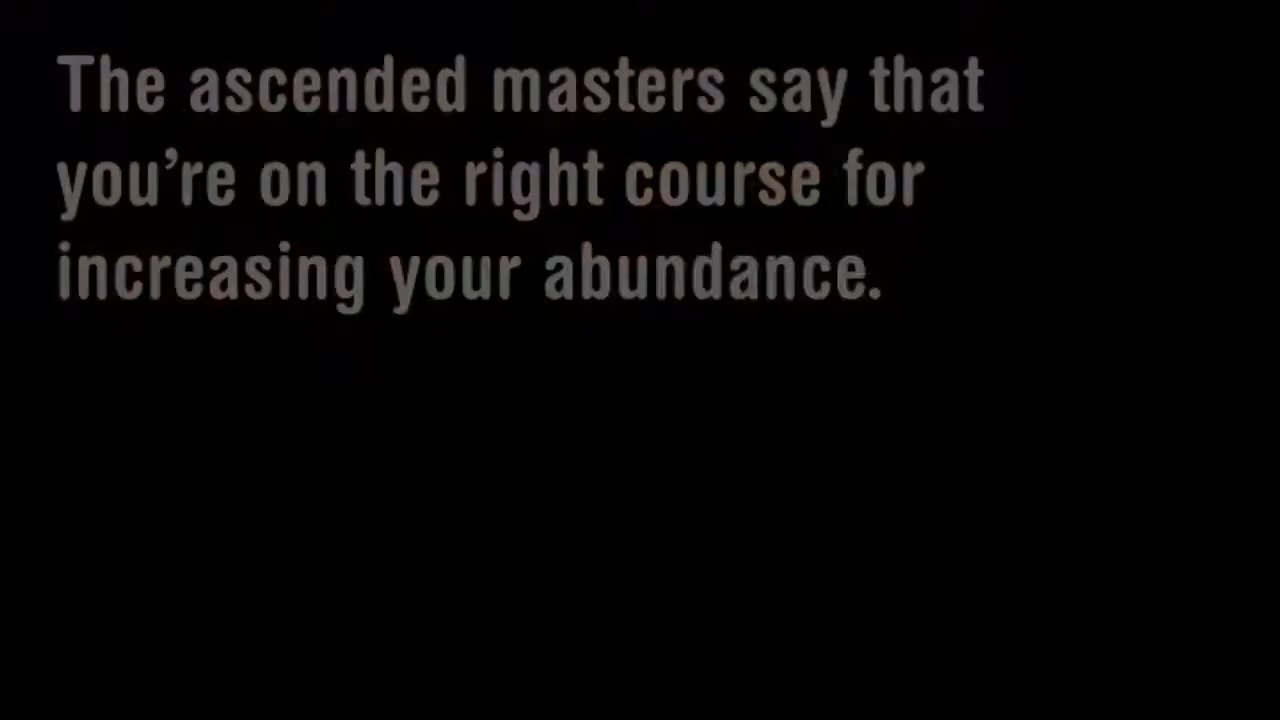 The ascended masters say that
you’re on the right course for
increasing your abundance.